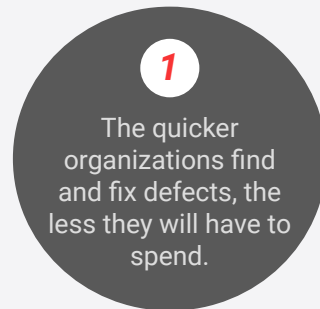 1
The quicker
organizations find
and fix defects, the
less they will have to
spend.